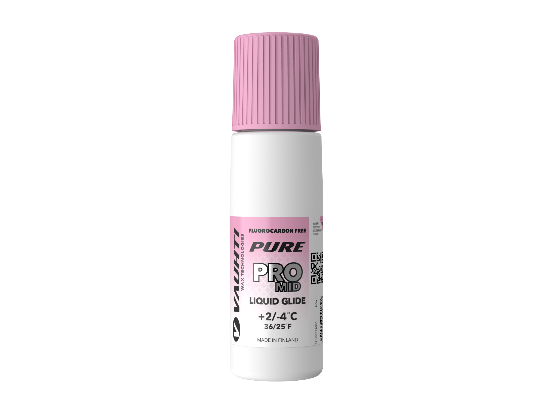 FLUOROCARBON FREE
PURE
PRO
MID
LIQUID GLIDE
+2/-4°C
36/25°F
MADE IN FINLAND
VAUHTI
WAX TECHNOLOGIES